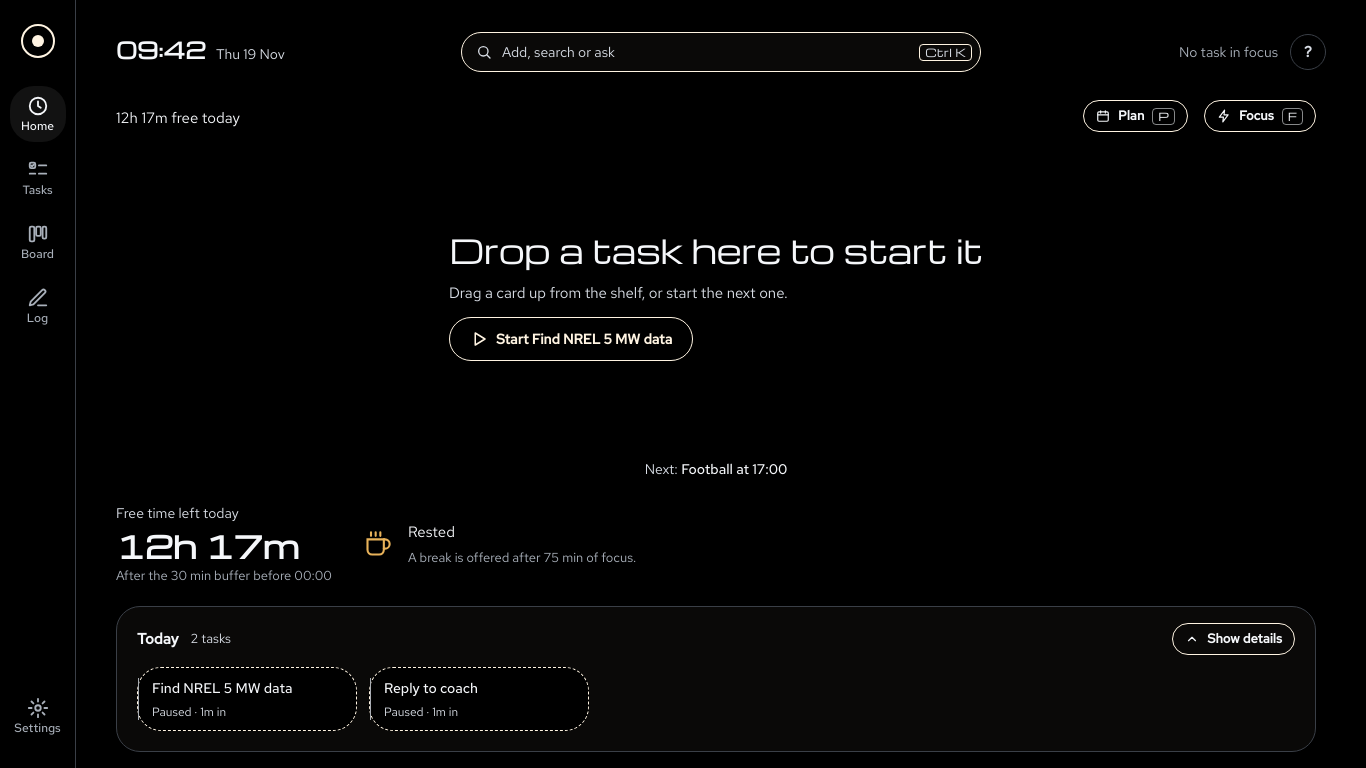 09:42 Thu 19 Nov
Add, search or ask
Ctrl K
No task in focus
?
Home
Tasks
Board
Log
Settings
12h 17m free today
Plan P
Focus F
Drop a task here to start it
Drag a card up from the shelf, or start the next one.
Start Find NREL 5 MW data
Next: Football at 17:00
Free time left today
12h 17m
After the 30 min buffer before 00:00
Rested
A break is offered after 75 min of focus.
Today 2 tasks
Show details
Find NREL 5 MW data
Paused · 1m in
Reply to coach
Paused · 1m in